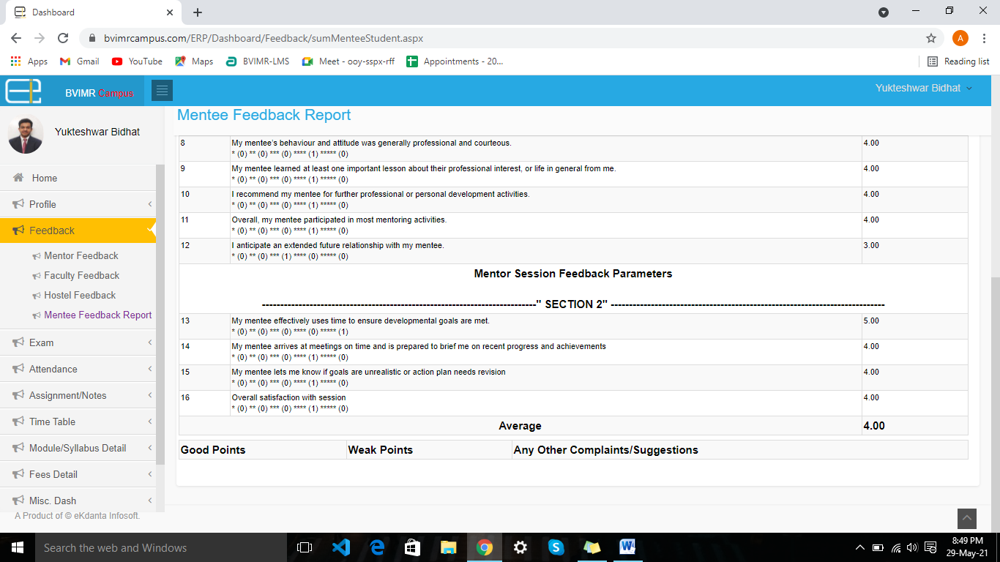 Dashboard
bvimrcampus.com/ERP/Dashboard/Feedback/sumMenteeStudent.aspx
A
Apps Gmail YouTube Maps BVIMR-LMS Meet - ooy-sspx-rff Appointments - 20... Reading list
BVIMR Campus
Yukteshwar Bidhat
Yukteshwar Bidhat
Home
Profile
Feedback
Mentor Feedback
Faculty Feedback
Hostel Feedback
Mentee Feedback Report
Exam
Attendance
Assignment/Notes
Time Table
Module/Syllabus Detail
Fees Detail
Misc. Dash
A Product of © eKdanta Infosoft.
Mentee Feedback Report
8 My mentee's behaviour and attitude was generally professional and courteous. 4.00
* (0) ** (0) *** (0) **** (1) ***** (0)
9 My mentee learned at least one important lesson about their professional interest, or life in general from me. 4.00
* (0) ** (0) *** (0) **** (1) ***** (0)
10 I recommend my mentee for further professional or personal development activities. 4.00
* (0) ** (0) *** (0) **** (1) ***** (0)
11 Overall, my mentee participated in most mentoring activities. 4.00
* (0) ** (0) *** (0) **** (1) ***** (0)
12 I anticipate an extended future relationship with my mentee. 3.00
* (0) ** (0) *** (1) **** (0) ***** (0)
Mentor Session Feedback Parameters
---------------------------------------------------------------------------" SECTION 2" ---------------------------------------------------------------------------
13 My mentee effectively uses time to ensure developmental goals are met. 5.00
* (0) ** (0) *** (0) **** (0) ***** (1)
14 My mentee arrives at meetings on time and is prepared to brief me on recent progress and achievements 4.00
* (0) ** (0) *** (0) **** (1) ***** (0)
15 My mentee lets me know if goals are unrealistic or action plan needs revision 4.00
* (0) ** (0) *** (0) **** (1) ***** (0)
16 Overall satisfaction with session 4.00
* (0) ** (0) *** (0) **** (1) ***** (0)
Average 4.00
Good Points Weak Points Any Other Complaints/Suggestions
Search the web and Windows
8:49 PM
29-May-21